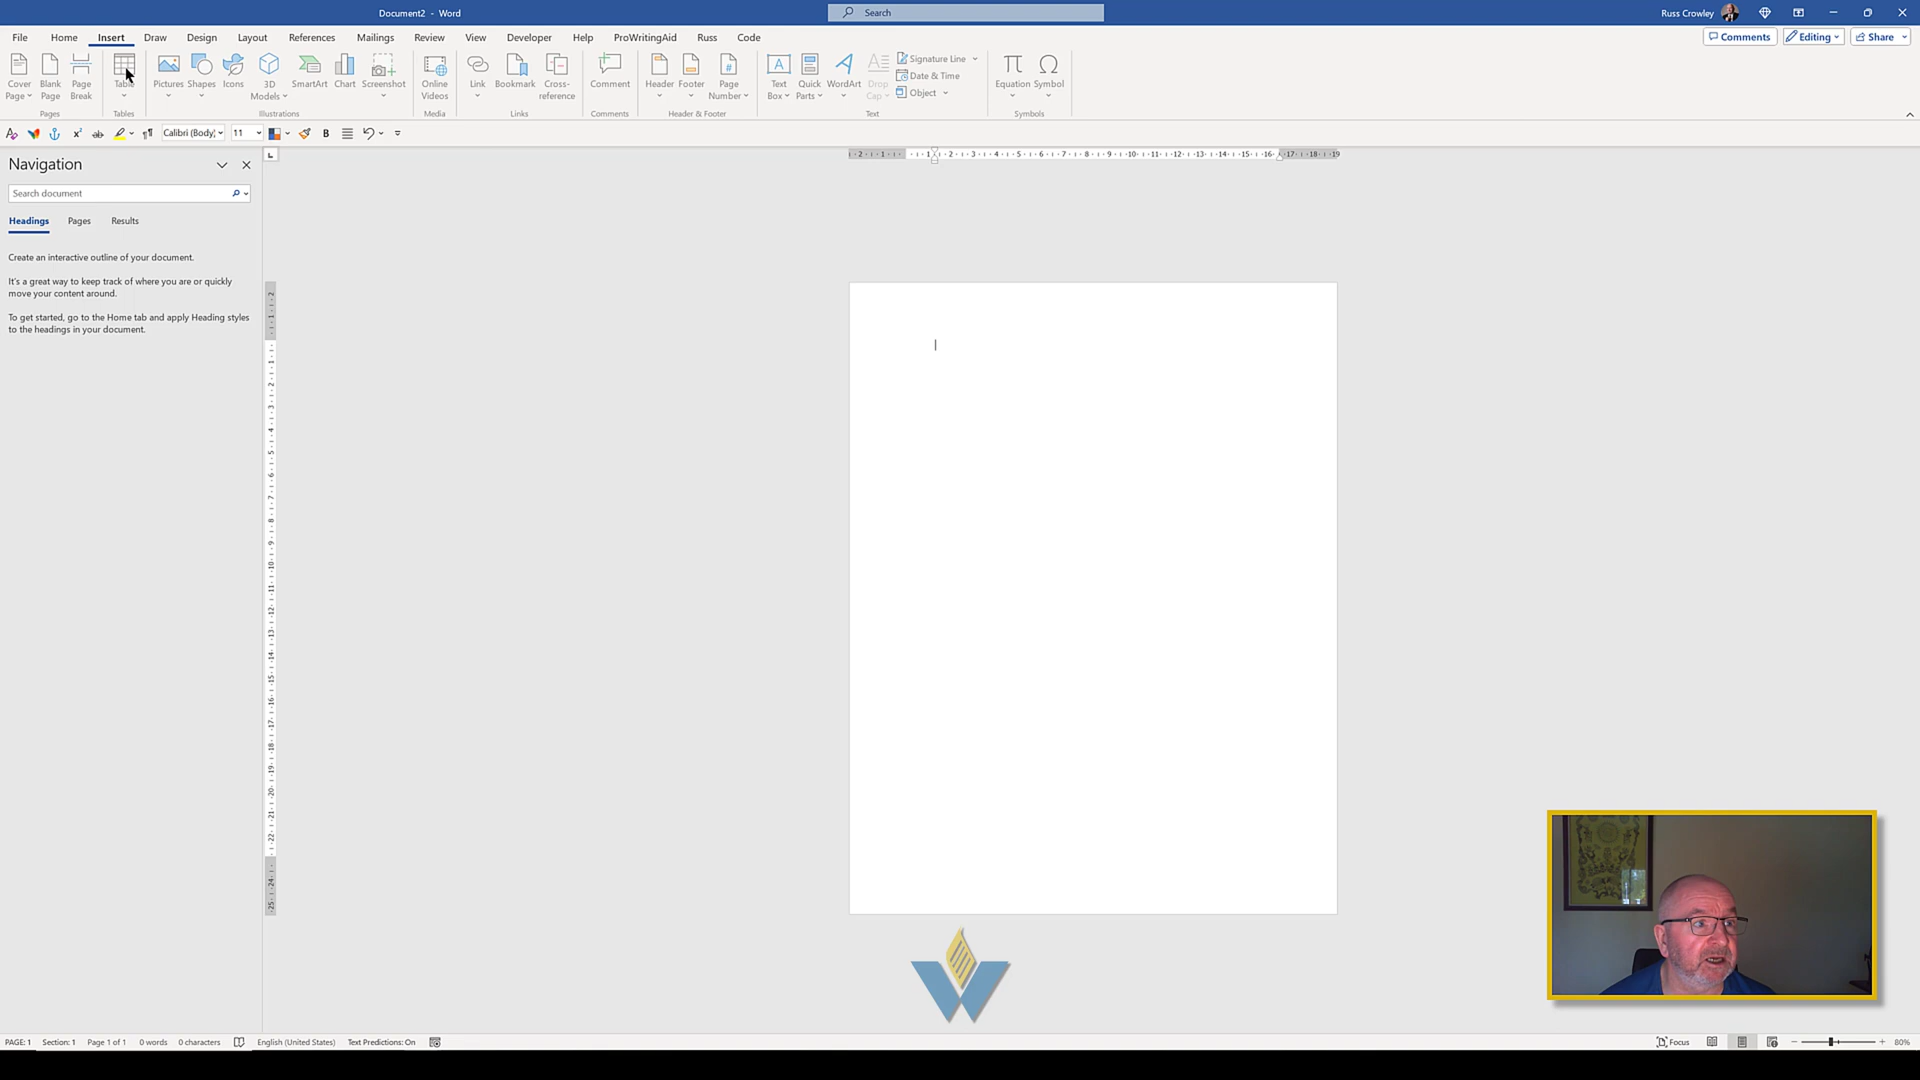 Document2 - Word
Search
Russ Crowley
File Home Insert Draw Design Layout References Mailings Review View Developer Help ProWritingAid Russ Code
Comments Editing Share
Cover Page
Blank Page
Page Break
Table
Pictures
Shapes
Icons
3D Models
SmartArt
Chart
Screenshot
Online Videos
Link
Bookmark
Cross-reference
Comment
Header
Footer
Page Number
Text Box
Quick Parts
WordArt
Drop Cap
Signature Line
Date & Time
Object
Equation
Symbol
Pages Tables Illustrations Media Links Comments Header & Footer Text Symbols
Calibri (Body) 11 B
Navigation
Search document
Headings Pages Results
Create an interactive outline of your document.
It's a great way to keep track of where you are or quickly
move your content around.
To get started, go to the Home tab and apply Heading styles
to the headings in your document.
PAGE: 1 Section: 1 Page 1 of 1 0 words 0 characters English (United States) Text Predictions: On
Focus 80%